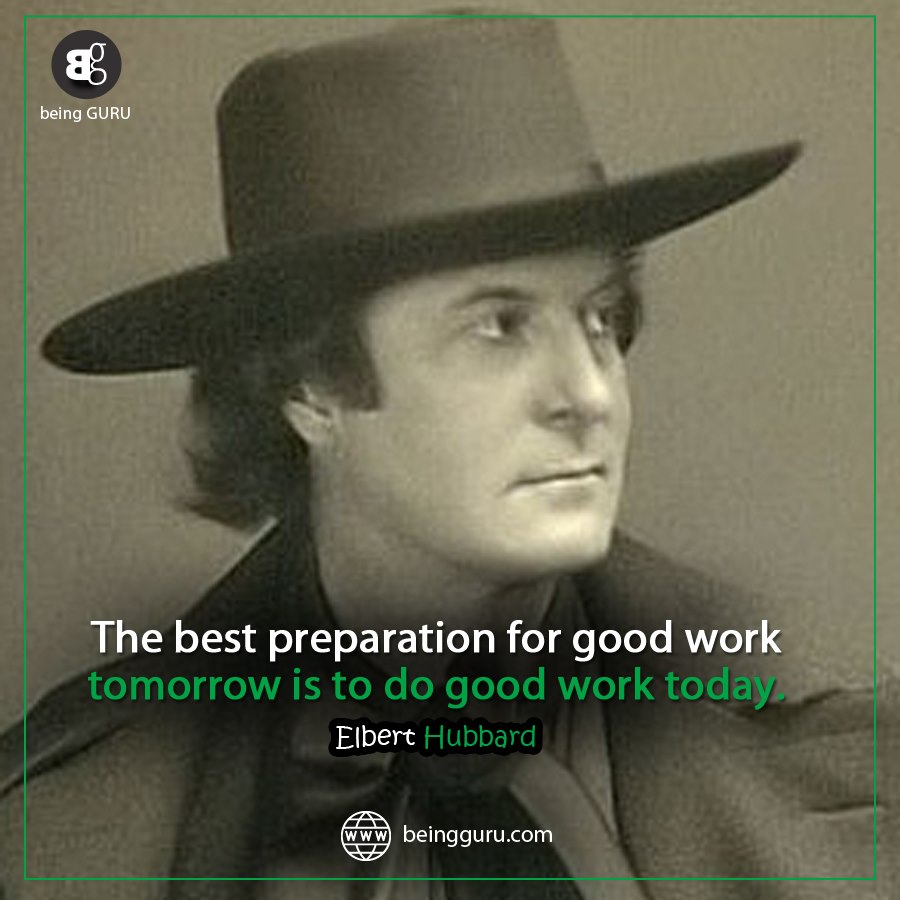 Bg
being GURU
The best preparation for good work
tomorrow is to do good work today.
Elbert Hubbard
www beingguru.com